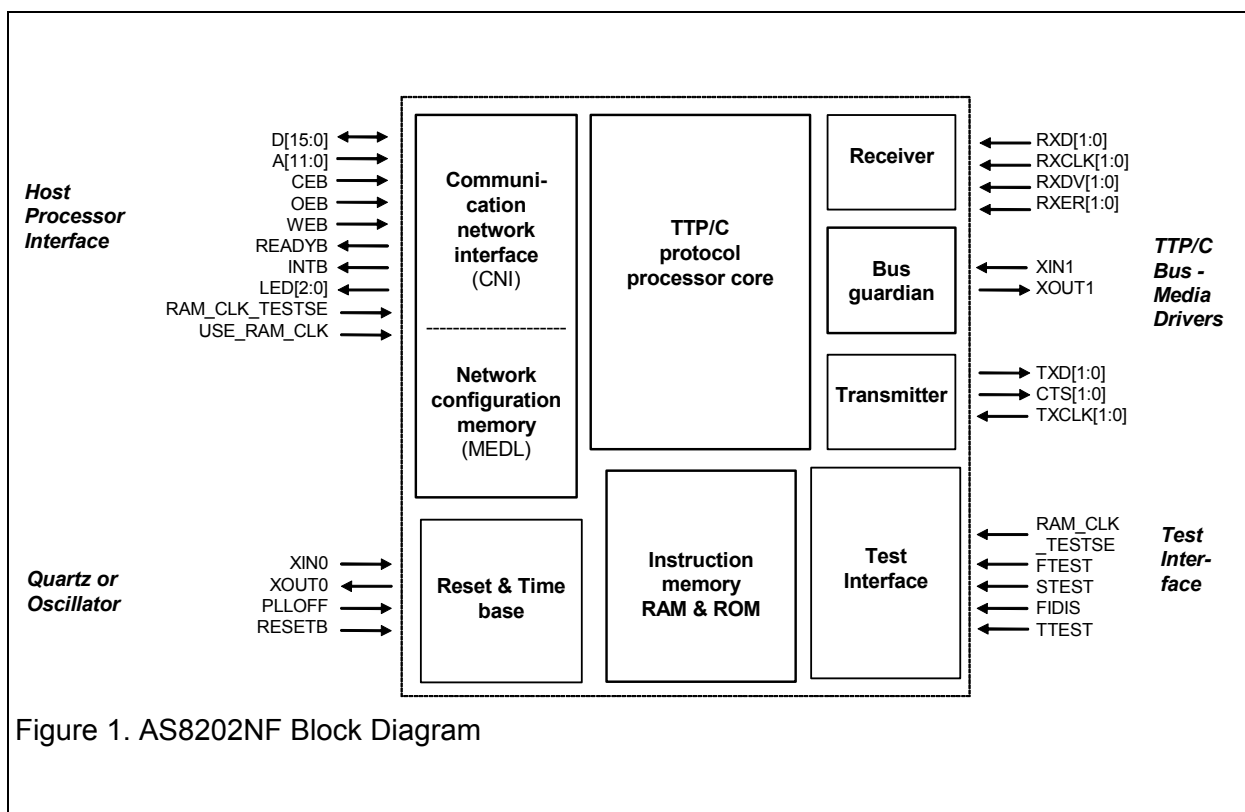 Host
Processor
Interface
D[15:0]
A[11:0]
CEB
OEB
WEB
READYB
INTB
LED[2:0]
RAM_CLK_TESTSE
USE_RAM_CLK
Communi-
cation
network
interface
(CNI)
Network
configuration
memory
(MEDL)
TTP/C
protocol
processor core
Receiver
Bus
guardian
Transmitter
RXD[1:0]
RXCLK[1:0]
RXDV[1:0]
RXER[1:0]
XIN1
XOUT1
TXD[1:0]
CTS[1:0]
TXCLK[1:0]
TTP/C
Bus -
Media
Drivers
Quartz or
Oscillator
XIN0
XOUT0
PLLOFF
RESETB
Reset & Time
base
Instruction
memory
RAM & ROM
Test
Interface
RAM_CLK
_TESTSE
FTEST
STEST
FIDIS
TTEST
Test
Inter-
face
Figure 1. AS8202NF Block Diagram